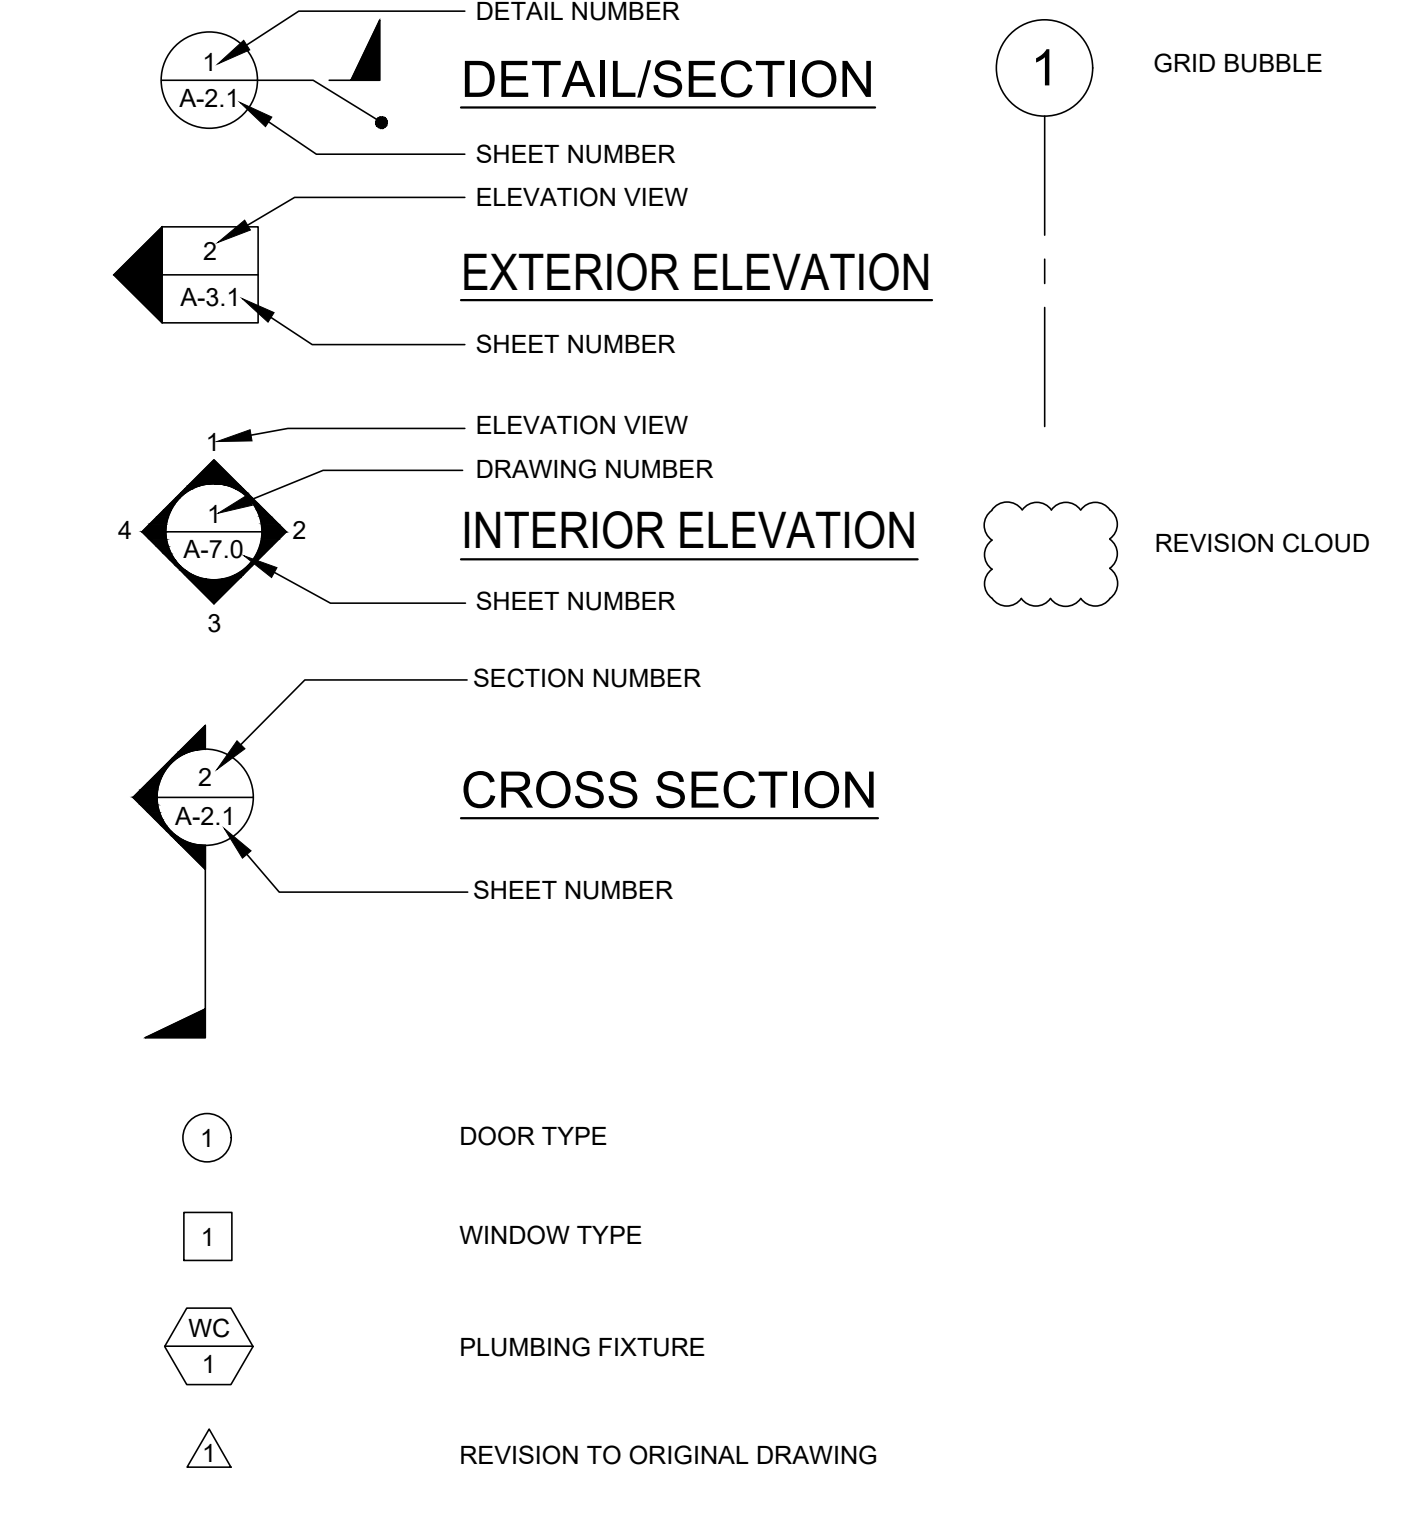 DETAIL NUMBER
1
A-2.1
DETAIL/SECTION
SHEET NUMBER
ELEVATION VIEW
2
A-3.1
EXTERIOR ELEVATION
SHEET NUMBER
ELEVATION VIEW
1
DRAWING NUMBER
1
4
2
A-7.0
INTERIOR ELEVATION
SHEET NUMBER
3
SECTION NUMBER
2
A-2.1
CROSS SECTION
SHEET NUMBER
1
DOOR TYPE
1
WINDOW TYPE
WC
1
PLUMBING FIXTURE
1
REVISION TO ORIGINAL DRAWING
1
GRID BUBBLE
REVISION CLOUD